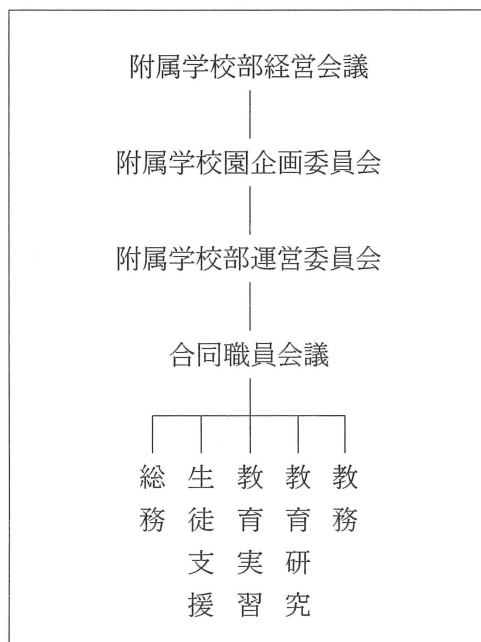 附属学校部経営会議
附属学校園企画委員会
附属学校部運営委員会
合同職員会議
総務
生徒支援
教育実習
教育研究
教務